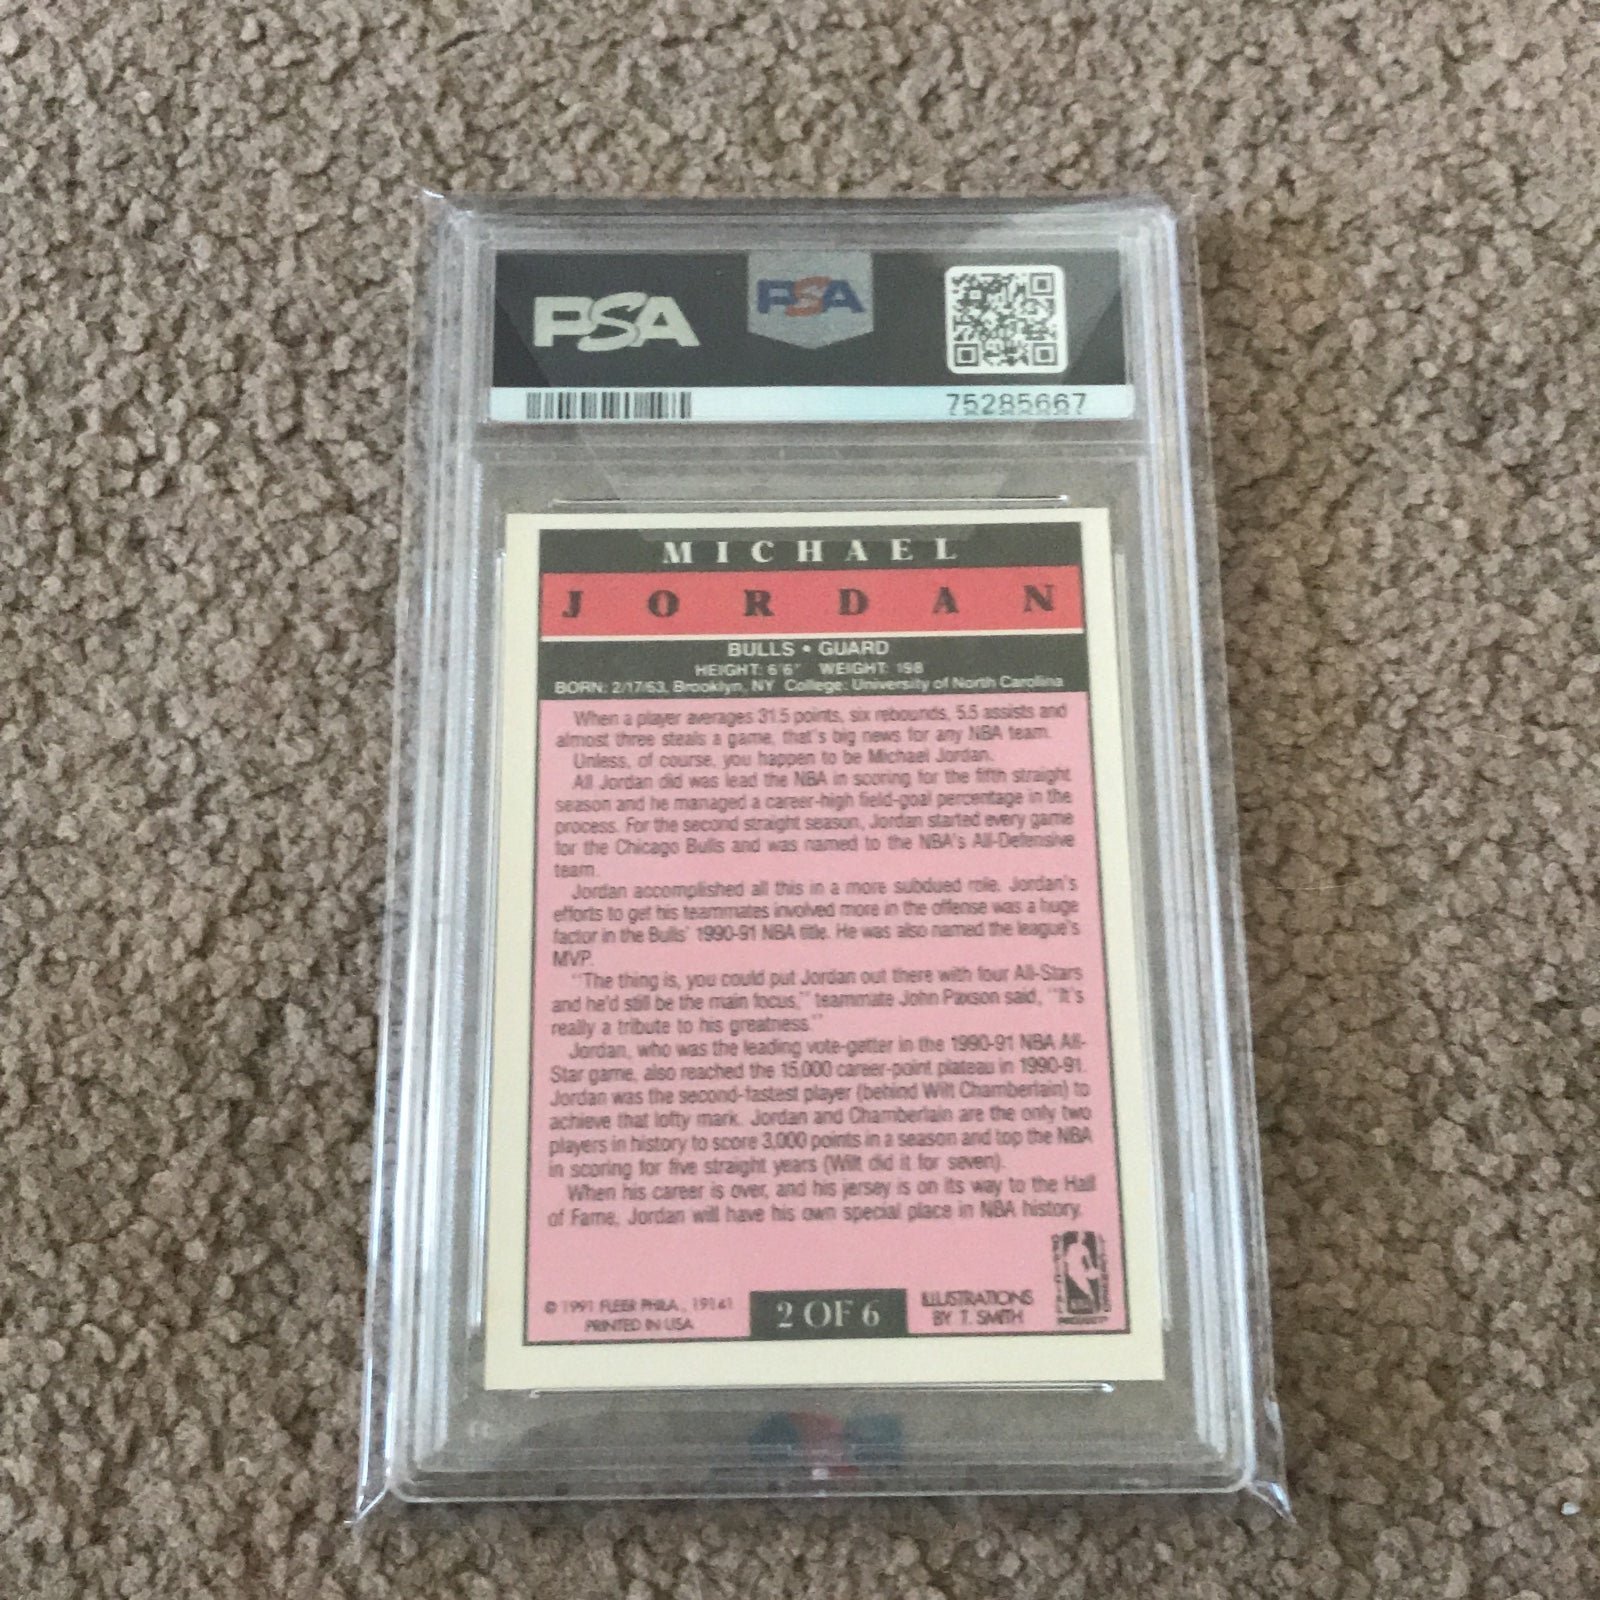 PSA
PSA
75285667
MICHAEL
JORDAN
BULLS • GUARD
HEIGHT: 6'6" WEIGHT: 198
BORN: 2/17/63, Brooklyn, NY College: University of North Carolina
When a player averages 31.5 points, six rebounds, 5.5 assists and
almost three steals a game, that's big news for any NBA team.
Unless, of course, you happen to be Michael Jordan.
All Jordan did was lead the NBA in scoring for the fifth straight
season and he managed a career-high field-goal percentage in the
process. For the second straight season, Jordan started every game
for the Chicago Bulls and was named to the NBA's All-Defensive
team.
Jordan accomplished all this in a more subdued role. Jordan's
efforts to get his teammates involved more in the offense was a huge
factor in the Bulls' 1990-91 NBA title. He was also named the league's
MVP.
"The thing is, you could put Jordan out there with four All-Stars
and he'd still be the main focus," teammate John Paxson said, "It's
really a tribute to his greatness."
Jordan, who was the leading vote-getter in the 1990-91 NBA All-
Star game, also reached the 15,000 career-point plateau in 1990-91.
Jordan was the second-fastest player (behind Wilt Chamberlain) to
achieve that lofty mark. Jordan and Chamberlain are the only two
players in history to score 3,000 points in a season and top the NBA
in scoring for five straight years (Wilt did it for seven).
When his career is over, and his jersey is on its way to the Hall
of Fame, Jordan will have his own special place in NBA history.
© 1991 FLEER PHILA., 19141
PRINTED IN USA
2 OF 6
ILLUSTRATIONS
BY T. SMITH